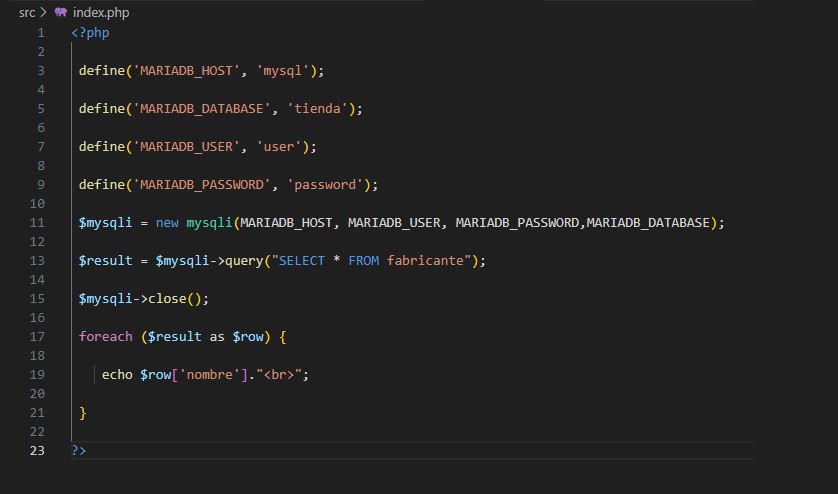 src > index.php
1 <?php
2
3 define('MARIADB_HOST', 'mysql');
4
5 define('MARIADB_DATABASE', 'tienda');
6
7 define('MARIADB_USER', 'user');
8
9 define('MARIADB_PASSWORD', 'password');
10
11 $mysqli = new mysqli(MARIADB_HOST, MARIADB_USER, MARIADB_PASSWORD,MARIADB_DATABASE);
12
13 $result = $mysqli->query("SELECT * FROM fabricante");
14
15 $mysqli->close();
16
17 foreach ($result as $row) {
18
19 echo $row['nombre']."<br>";
20
21 }
22
23 ?>